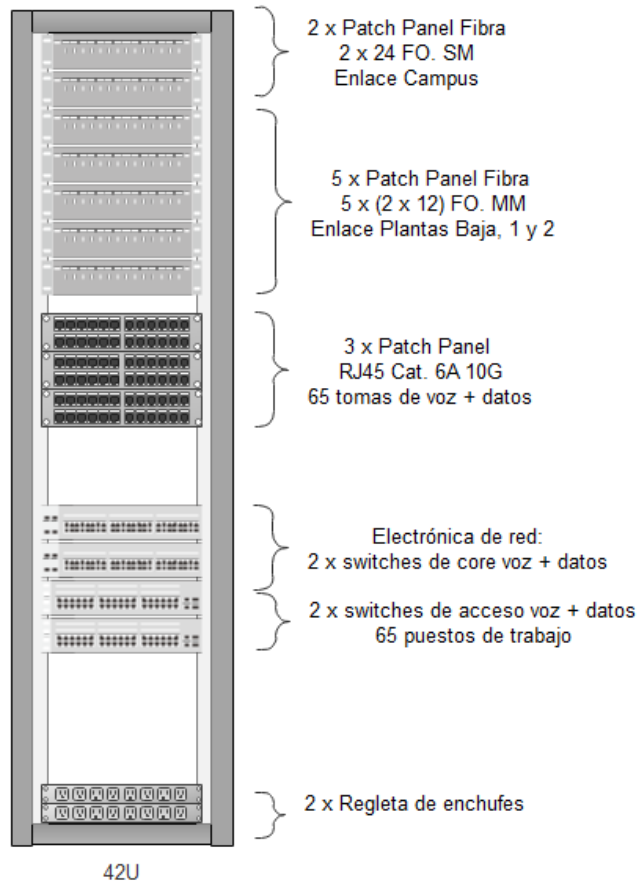 2 x Patch Panel Fibra
2 x 24 FO. SM
Enlace Campus
5 x Patch Panel Fibra
5 x (2 x 12) FO. MM
Enlace Plantas Baja, 1 y 2
3 x Patch Panel
RJ45 Cat. 6A 10G
65 tomas de voz + datos
Electrónica de red:
2 x switches de core voz + datos
2 x switches de acceso voz + datos
65 puestos de trabajo
2 x Regleta de enchufes
42U